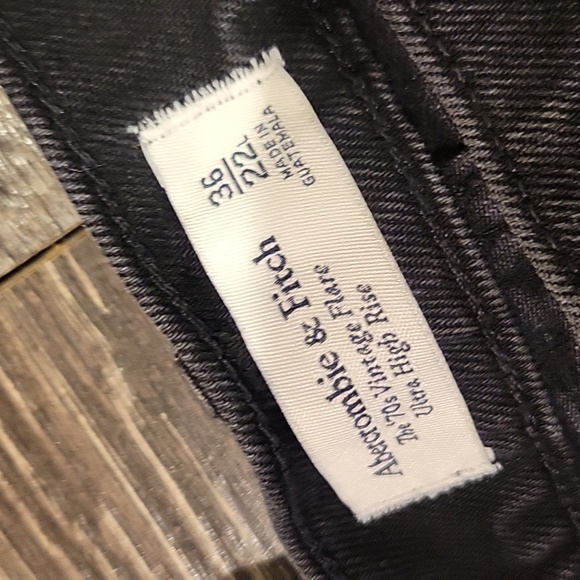 Abercrombie & Fitch
The '70s Vintage Flare
Ultra High Rise
36
22L
MADE IN
GUATEMALA